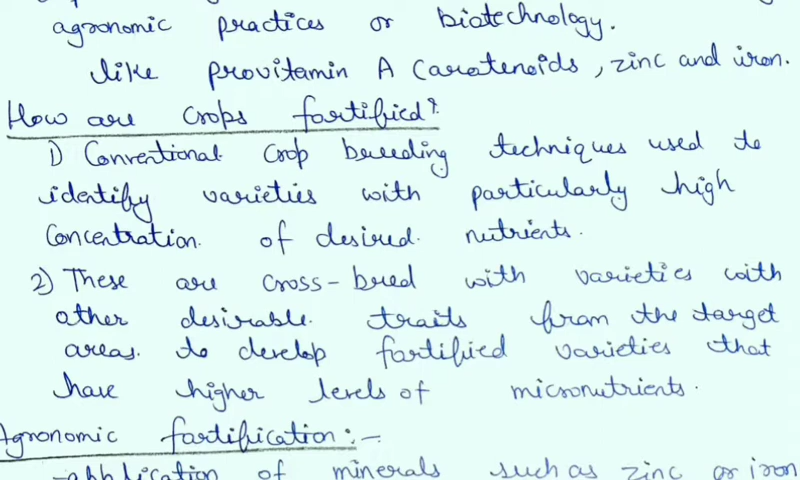 agronomic practices or biotechnology.
like provitamin A carotenoids, zinc and iron.
How are crops fortified?
1) Conventional crop breeding techniques used to
identify varieties with particularly high
concentration of desired nutrients.
2) These are cross-bred with varieties with
other desirable traits from the target
areas. to develop fortified varieties that
have higher levels of micronutrients.
Agronomic fortification:-
application of minerals such as zinc or iron